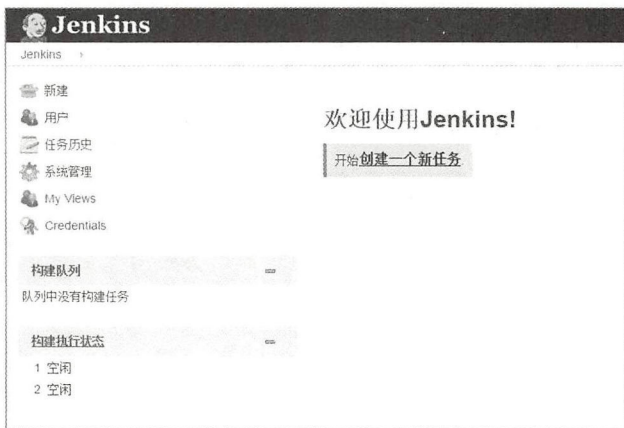 Jenkins
Jenkins
新建
用户
任务历史
系统管理
My Views
Credentials
构建队列
队列中没有构建任务
构建执行状态
1 空闲
2 空闲
欢迎使用Jenkins!
开始创建一个新任务.